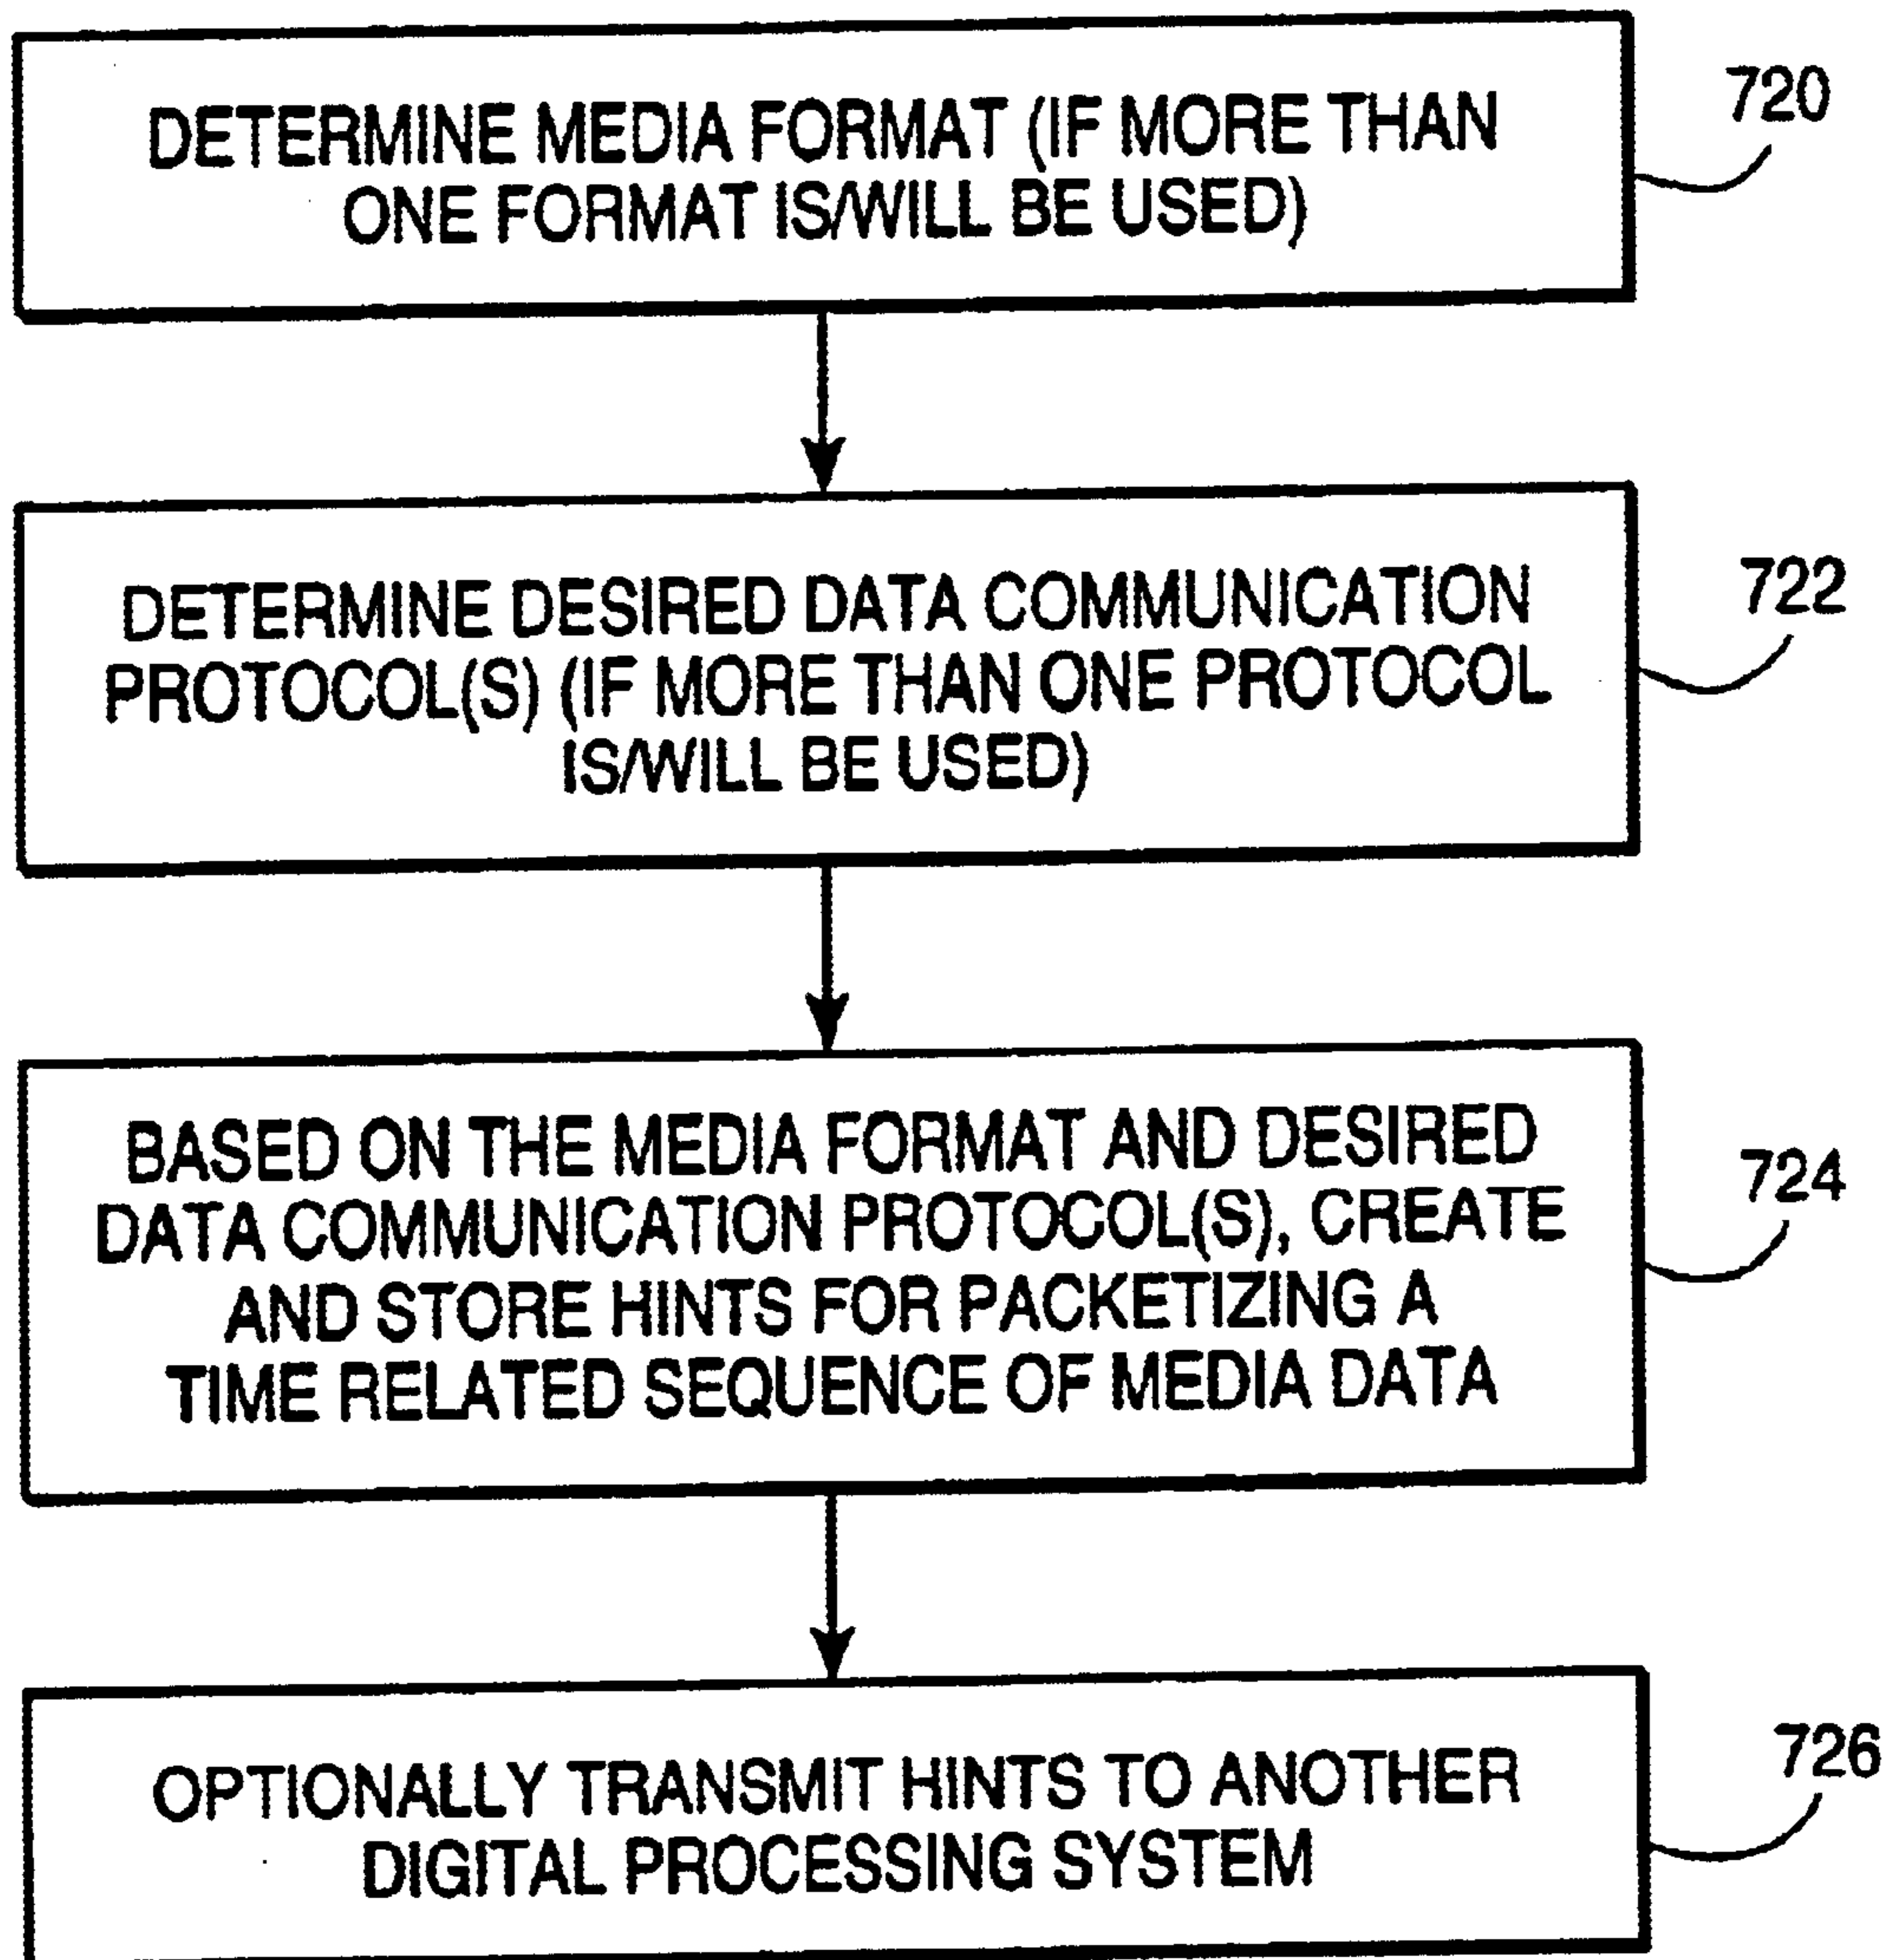 DETERMINE MEDIA FORMAT (IF MORE THAN
ONE FORMAT IS/WILL BE USED)
720
DETERMINE DESIRED DATA COMMUNICATION
PROTOCOL(S) (IF MORE THAN ONE PROTOCOL
IS/WILL BE USED)
722
BASED ON THE MEDIA FORMAT AND DESIRED
DATA COMMUNICATION PROTOCOL(S), CREATE
AND STORE HINTS FOR PACKETIZING A
TIME RELATED SEQUENCE OF MEDIA DATA
724
OPTIONALLY TRANSMIT HINTS TO ANOTHER
DIGITAL PROCESSING SYSTEM
726